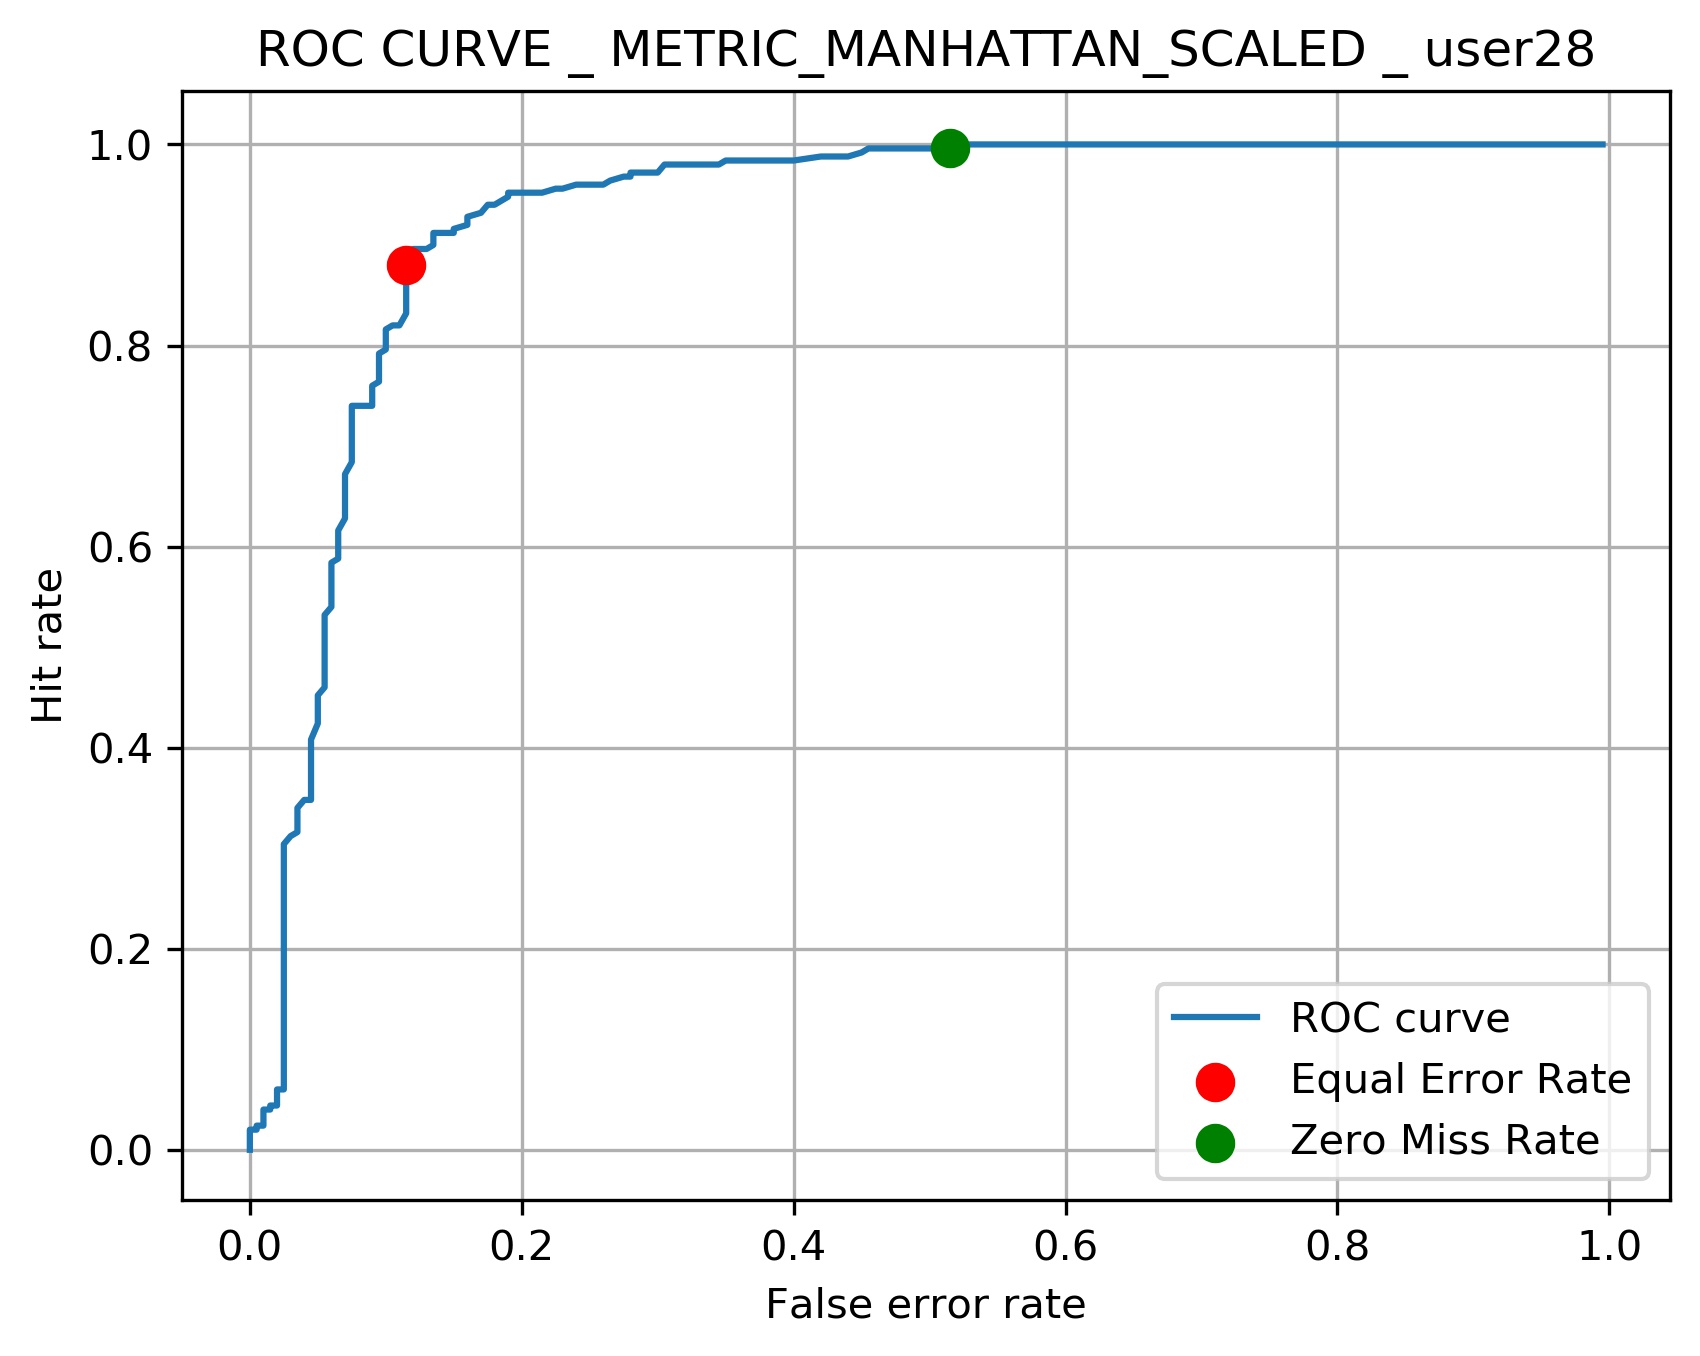 ROC CURVE _ METRIC_MANHATTAN_SCALED _ user28
1.0
0.8
0.6
0.4
0.2
0.0
Hit rate
0.0 0.2 0.4 0.6 0.8 1.0
False error rate
ROC curve
Equal Error Rate
Zero Miss Rate